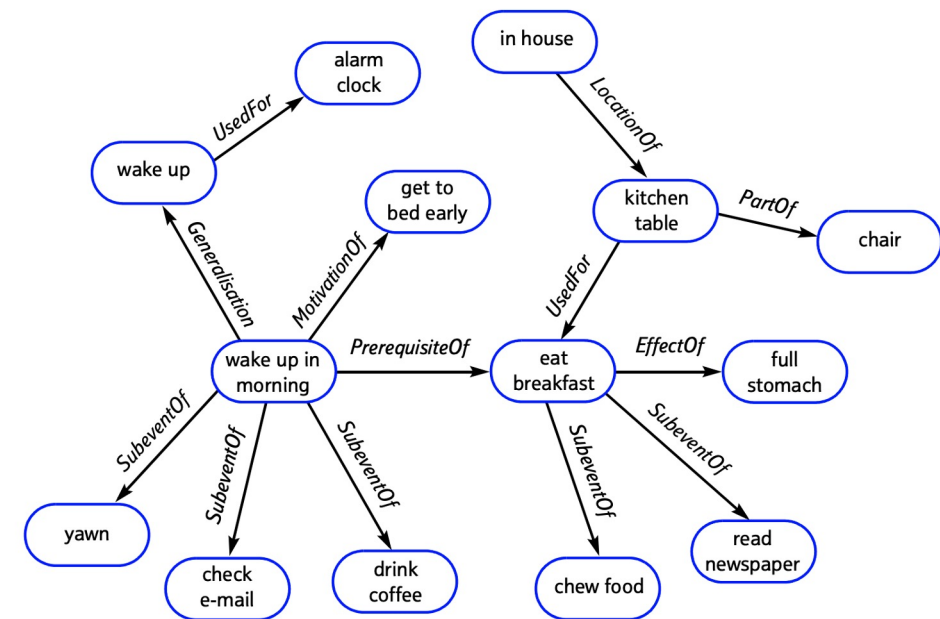 in house
alarm
clock
UsedFor
LocationOf
wake up
get to
bed early
kitchen
table
PartOf
chair
Generalisation
MotivationOf
UsedFor
wake up in
morning
PrerequisiteOf
eat
breakfast
EffectOf
full
stomach
SubeventOf
SubeventOf
SubeventOf
SubeventOf
SubeventOf
yawn
check
e-mail
drink
coffee
chew food
read
newspaper